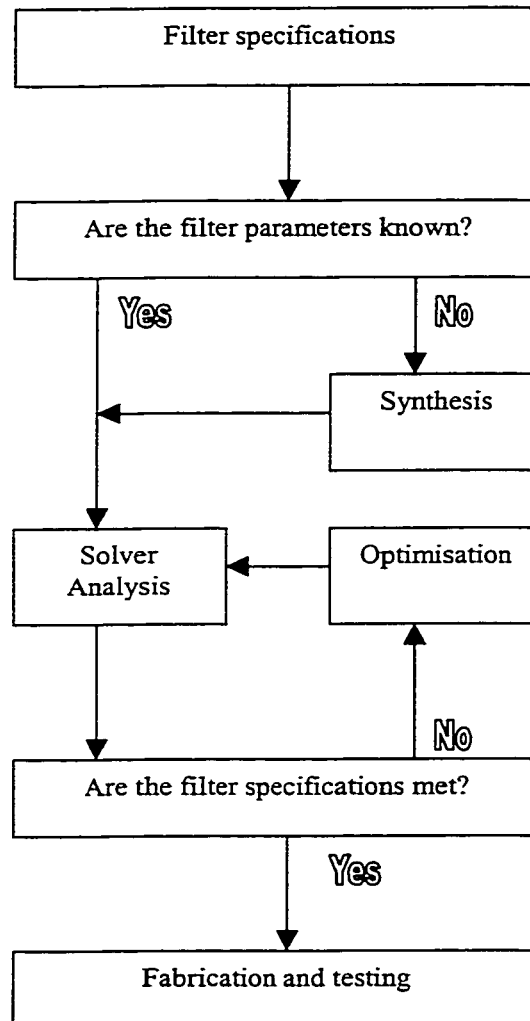 Filter specifications
Are the filter parameters known?
Yes
No
Synthesis
Solver
Analysis
Optimisation
No
Are the filter specifications met?
Yes
Fabrication and testing